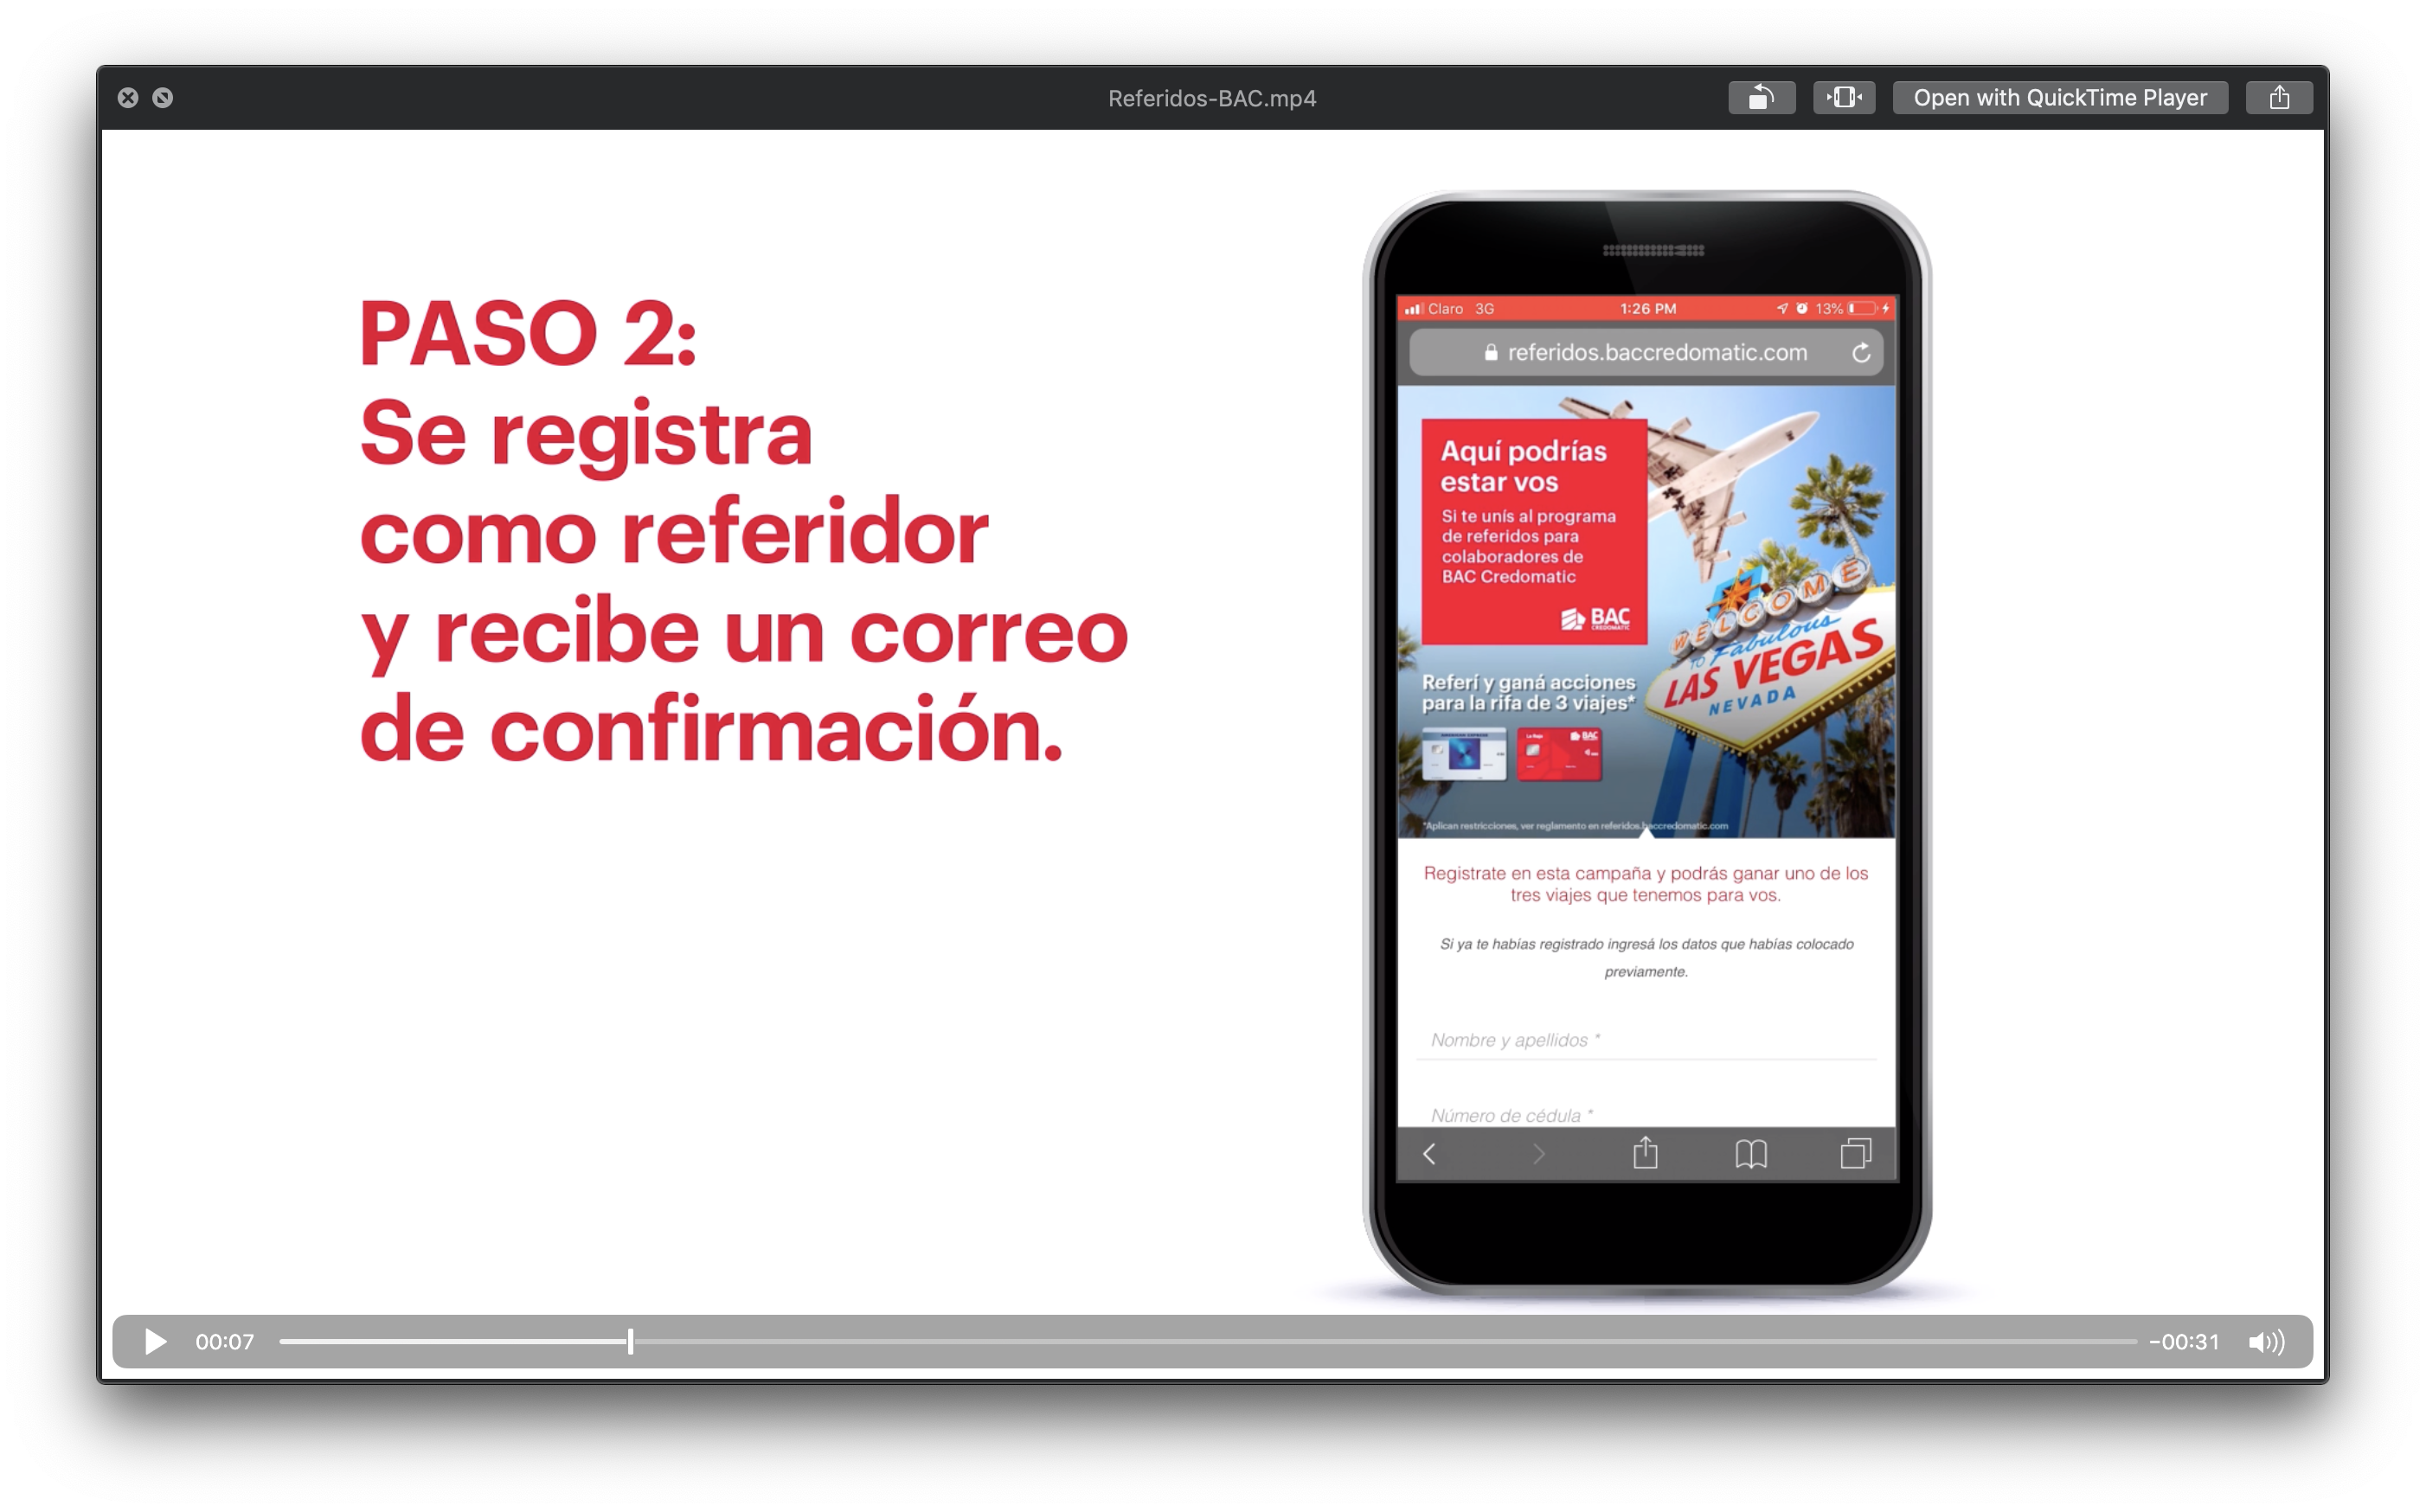 Referidos-BAC.mp4
Open with QuickTime Player
PASO 2:
Se registra
como referidor
y recibe un correo
de confirmación.
Claro 3G 1:26 PM 13%
referidos.baccredomatic.com
Aquí podrías
estar vos
Si te unís al programa
de referidos para
colaboradores de
BAC Credomatic
BAC
CREDOMATIC
WELCOME
TO Fabulous
LAS VEGAS
NEVADA
Referí y ganá acciones
para la rifa de 3 viajes*
AMERICAN EXPRESS
BAC
*Aplican restricciones, ver reglamento en referidos.baccredomatic.com
Registrate en esta campaña y podrás ganar uno de los
tres viajes que tenemos para vos.
Si ya te habías registrado ingresá los datos que habías colocado
previamente.
Nombre y apellidos *
Número de cédula *
00:07
-00:31